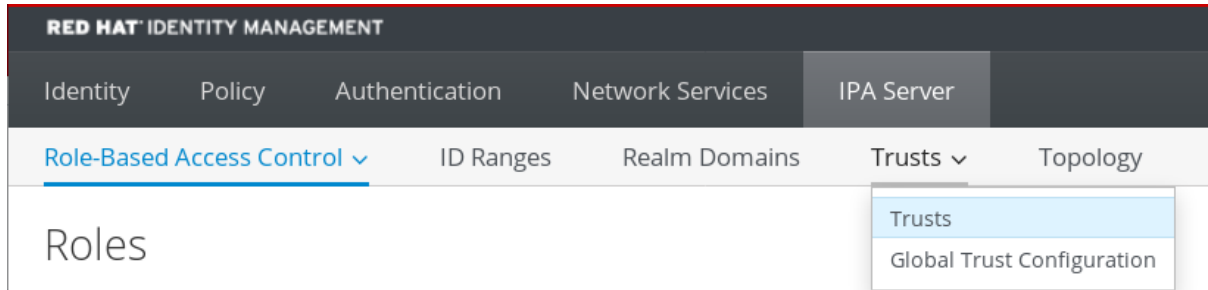 RED HAT IDENTITY MANAGEMENT
Identity Policy Authentication Network Services IPA Server
Role-Based Access Control ID Ranges Realm Domains Trusts Topology
Roles
Trusts
Global Trust Configuration